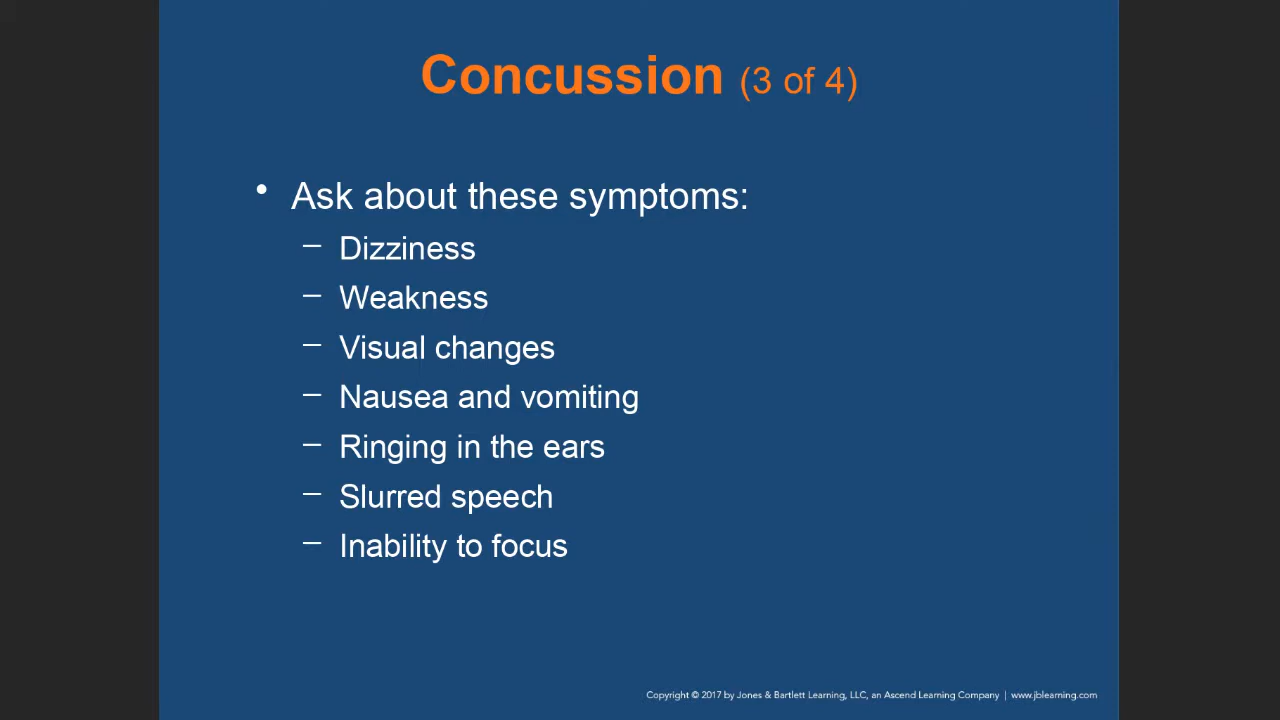 Concussion (3 of 4)
• Ask about these symptoms:
– Dizziness
– Weakness
– Visual changes
– Nausea and vomiting
– Ringing in the ears
– Slurred speech
– Inability to focus
Copyright © 2017 by Jones & Bartlett Learning, LLC, an Ascend Learning Company | www.jblearning.com